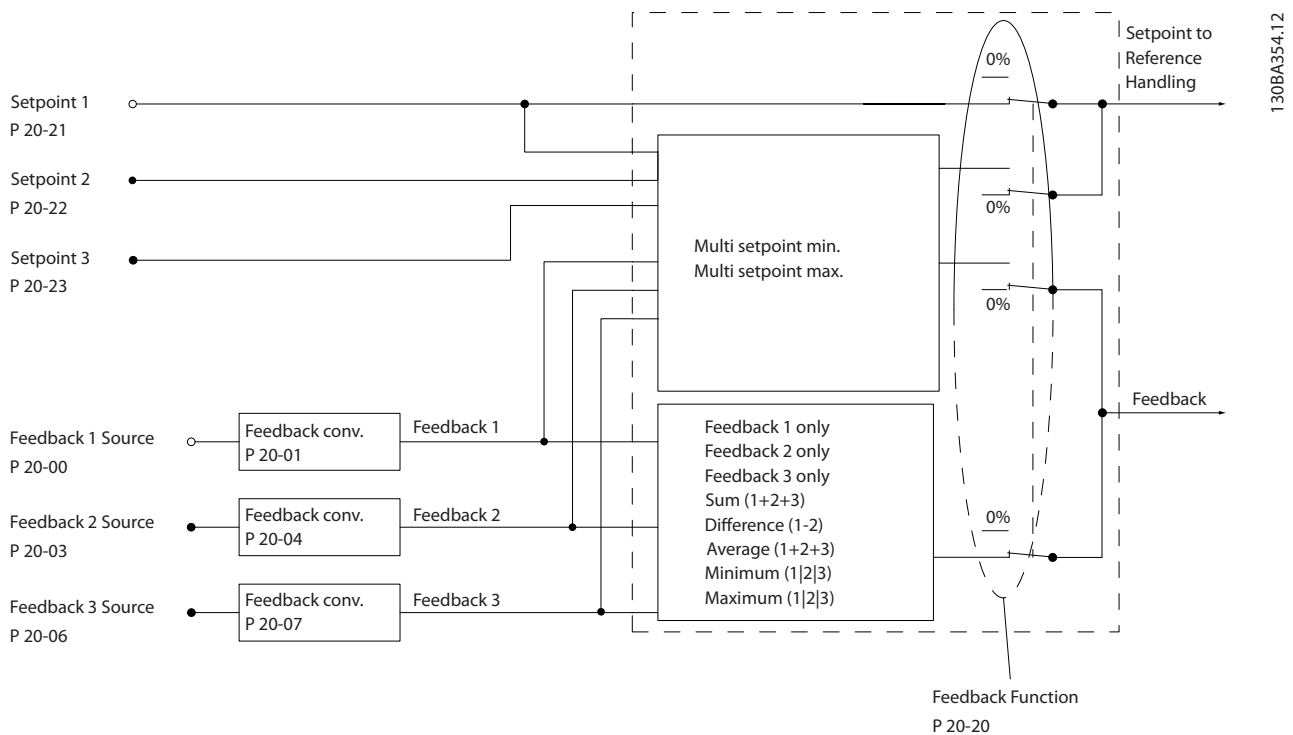 130BA354.12
Setpoint to
Reference
Handling
0%
Setpoint 1
P 20-21
Setpoint 2
P 20-22
0%
Setpoint 3
P 20-23
Multi setpoint min.
Multi setpoint max.
0%
Feedback
Feedback 1 Source
P 20-00
Feedback conv.
P 20-01
Feedback 1
Feedback 2 Source
P 20-03
Feedback conv.
P 20-04
Feedback 2
Feedback 3 Source
P 20-06
Feedback conv.
P 20-07
Feedback 3
Feedback 1 only
Feedback 2 only
Feedback 3 only
Sum (1+2+3)
Difference (1-2)
Average (1+2+3)
Minimum (1|2|3)
Maximum (1|2|3)
0%
Feedback Function
P 20-20